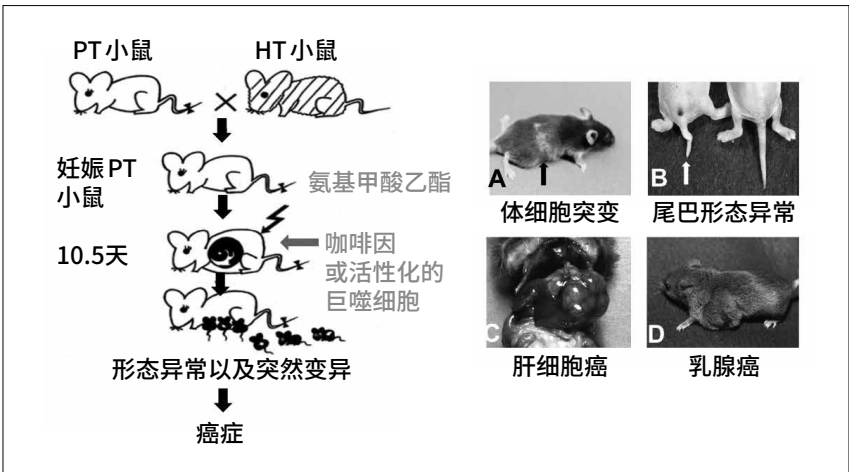 PT小鼠
HT小鼠
×
妊娠PT
小鼠
氨基甲酸乙酯
10.5天
咖啡因
或活性化的
巨噬细胞
形态异常以及突然变异
癌症
A
B
体细胞突变
尾巴形态异常
C
D
肝细胞癌
乳腺癌